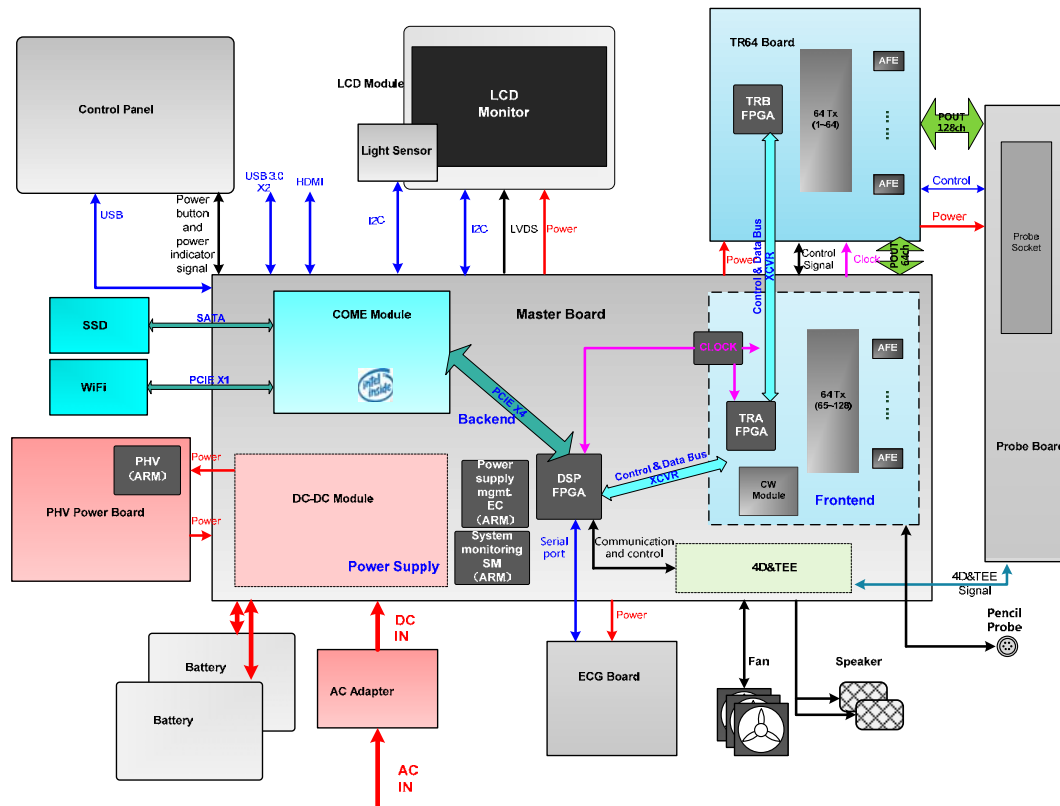 TR64 Board
AFE
TRB
FPGA
64 Tx
(1~64)
AFE
POUT
128ch
Control Panel
LCD Module
LCD
Monitor
Light Sensor
Control
Power
Probe
Socket
USB
Power
button
and
power
indicator
signal
USB 3.0
X2
HDMI
I2C
I2C
LVDS
Power
Power
Control & Data Bus
XCVR
Control
Signal
Clock
POUT
64ch
SSD
SATA
COME Module
Master Board
intel
inside
CLOCK
64 Tx
(65~128)
AFE
WiFi
PCIE X1
PCIE X4
Backend
TRA
FPGA
AFE
Probe Board
PHV
(ARM)
Power
DC-DC Module
Power
supply
mgmt.
EC
(ARM)
DSP
FPGA
Control & Data Bus
XCVR
CW
Module
Frontend
PHV Power Board
Power
Power Supply
System
monitoring
SM
(ARM)
Serial
port
Communication
and control
4D&TEE
4D&TEE
Signal
DC
IN
Power
Pencil
Probe
Battery
Battery
AC Adapter
ECG Board
Fan
Speaker
AC
IN